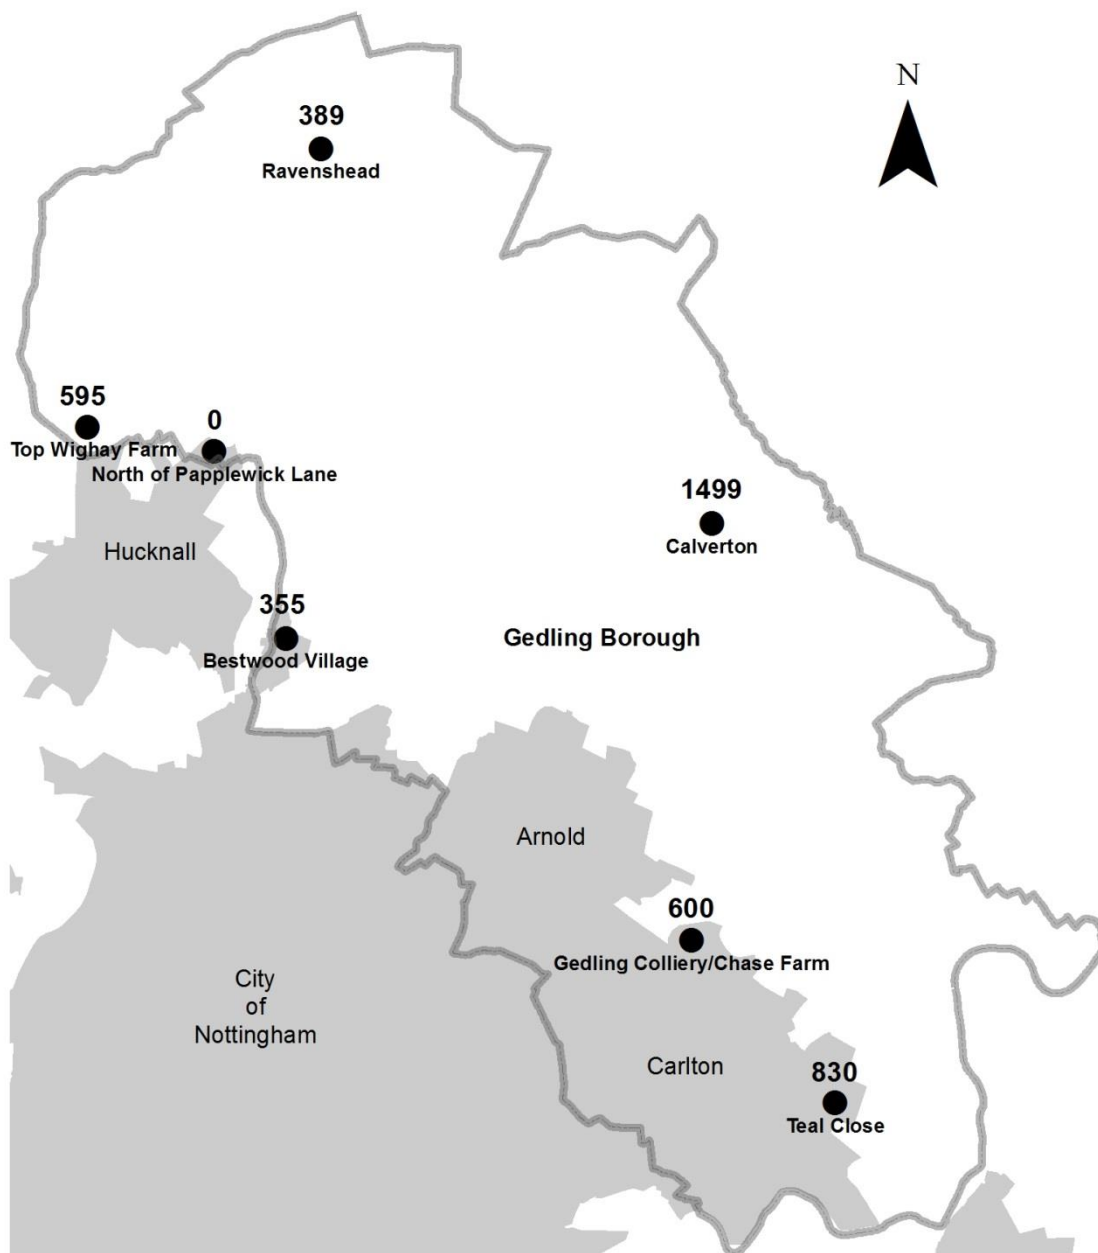 N
389
Ravenshead
595
Top Wighay Farm
0
North of Papplewick Lane
1499
Calverton
Hucknall
355
Bestwood Village
Gedling Borough
Arnold
600
Gedling Colliery/Chase Farm
City
of
Nottingham
Carlton
830
Teal Close